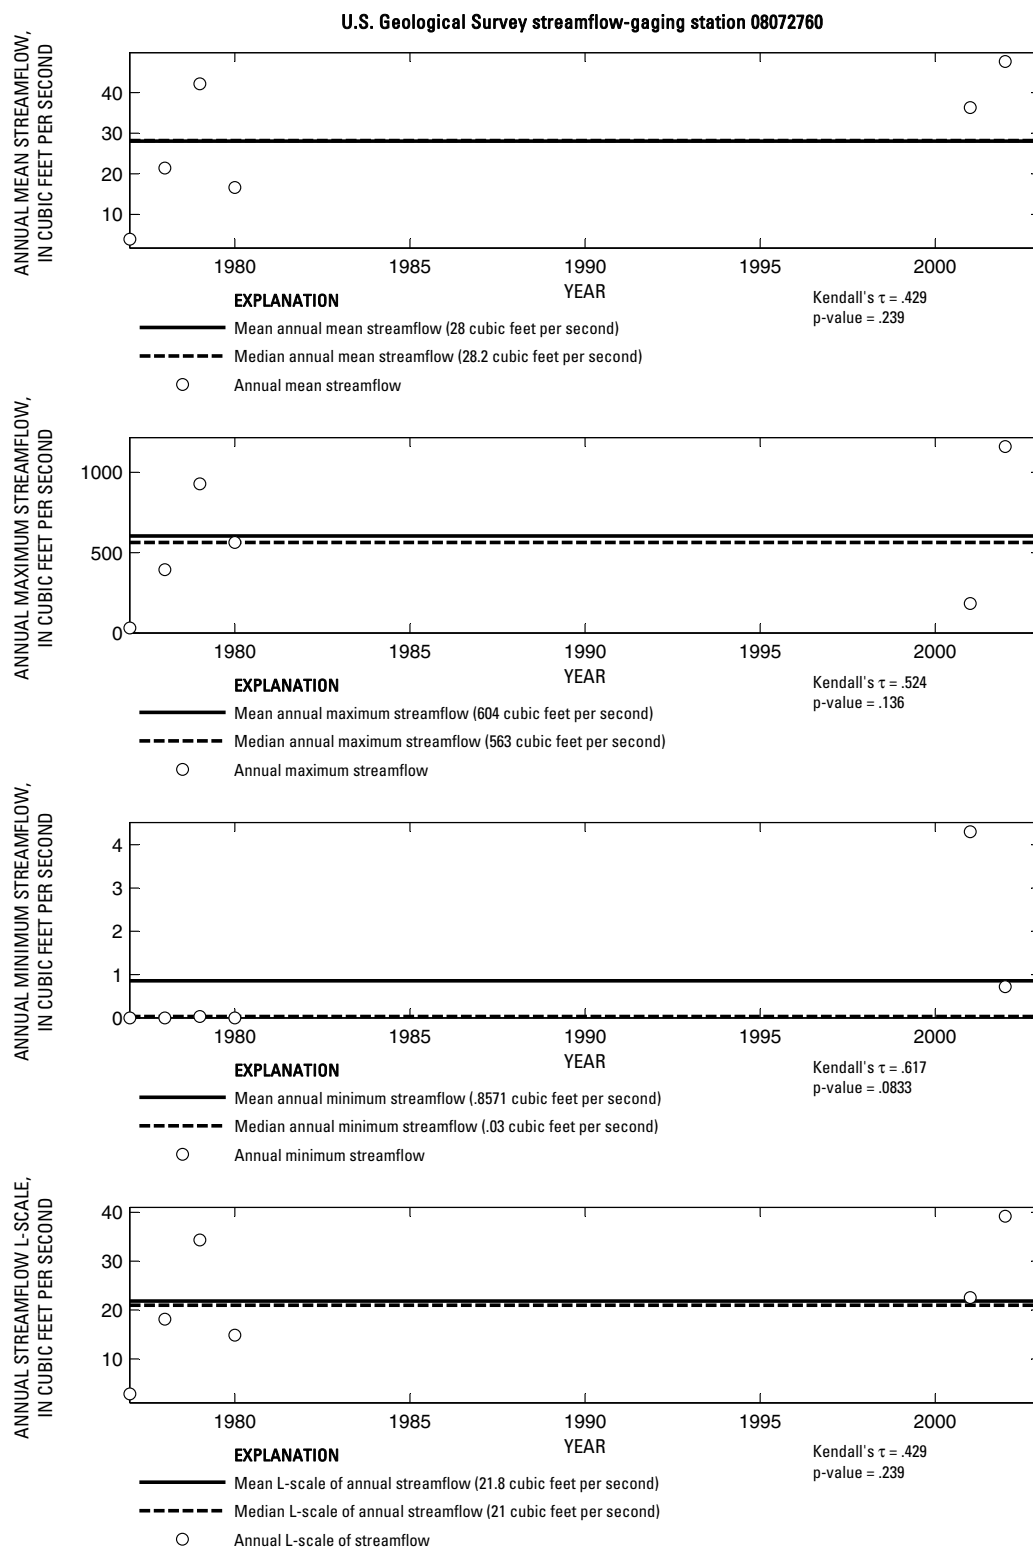 U.S. Geological Survey streamflow-gaging station 08072760
ANNUAL MEAN STREAMFLOW,
IN CUBIC FEET PER SECOND
40
30
20
10
1980 1985 1990 1995 2000
YEAR
Kendall's τ = .429
p-value = .239
EXPLANATION
Mean annual mean streamflow (28 cubic feet per second)
Median annual mean streamflow (28.2 cubic feet per second)
Annual mean streamflow
ANNUAL MAXIMUM STREAMFLOW,
IN CUBIC FEET PER SECOND
1000
500
0
1980 1985 1990 1995 2000
YEAR
Kendall's τ = .524
p-value = .136
EXPLANATION
Mean annual maximum streamflow (604 cubic feet per second)
Median annual maximum streamflow (563 cubic feet per second)
Annual maximum streamflow
ANNUAL MINIMUM STREAMFLOW,
IN CUBIC FEET PER SECOND
4
3
2
1
0
1980 1985 1990 1995 2000
YEAR
Kendall's τ = .617
p-value = .0833
EXPLANATION
Mean annual minimum streamflow (.8571 cubic feet per second)
Median annual minimum streamflow (.03 cubic feet per second)
Annual minimum streamflow
ANNUAL STREAMFLOW L-SCALE,
IN CUBIC FEET PER SECOND
40
30
20
10
1980 1985 1990 1995 2000
YEAR
Kendall's τ = .429
p-value = .239
EXPLANATION
Mean L-scale of annual streamflow (21.8 cubic feet per second)
Median L-scale of annual streamflow (21 cubic feet per second)
Annual L-scale of streamflow